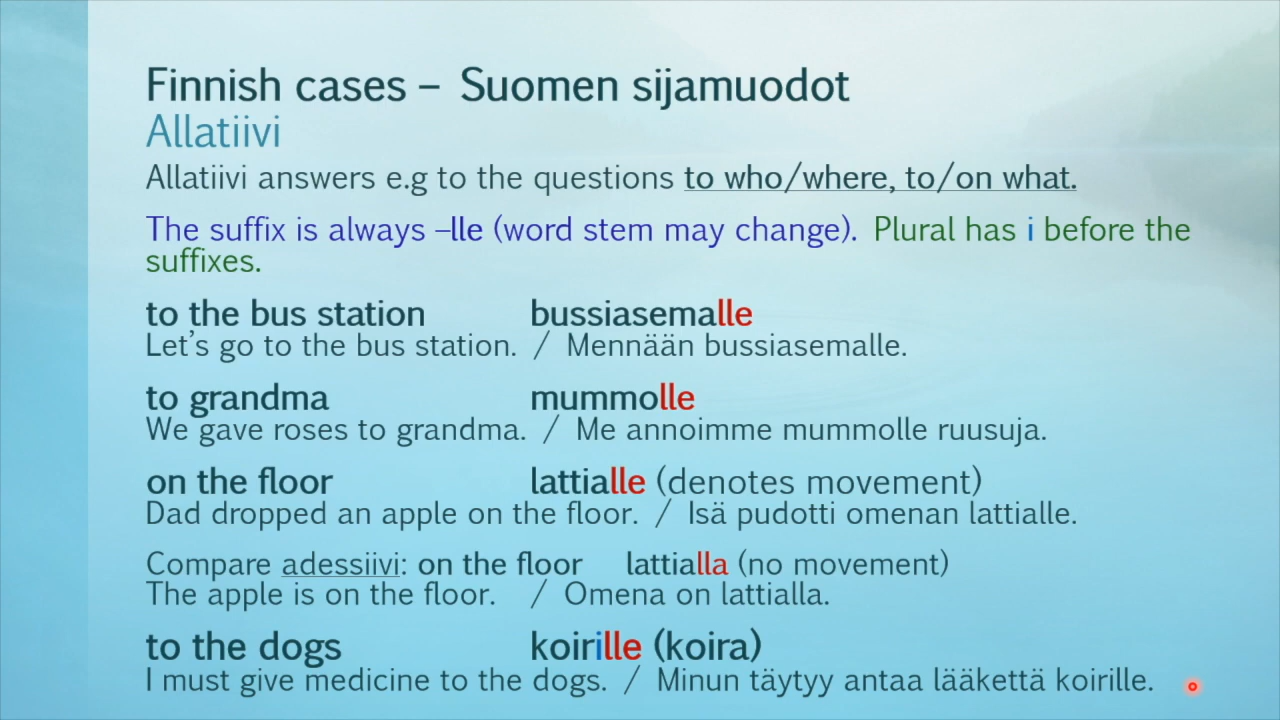 Finnish cases – Suomen sijamuodot
Allatiivi
Allatiivi answers e.g to the questions to who/where, to/on what.
The suffix is always –lle (word stem may change). Plural has i before the
suffixes.
to the bus station bussiasemalle
Let’s go to the bus station. / Mennään bussiasemalle.
to grandma mummolle
We gave roses to grandma. / Me annoimme mummolle ruusuja.
on the floor lattialle (denotes movement)
Dad dropped an apple on the floor. / Isä pudotti omenan lattialle.
Compare adessiivi: on the floor lattialla (no movement)
The apple is on the floor. / Omena on lattialla.
to the dogs koirille (koira)
I must give medicine to the dogs. / Minun täytyy antaa lääkettä koirille.